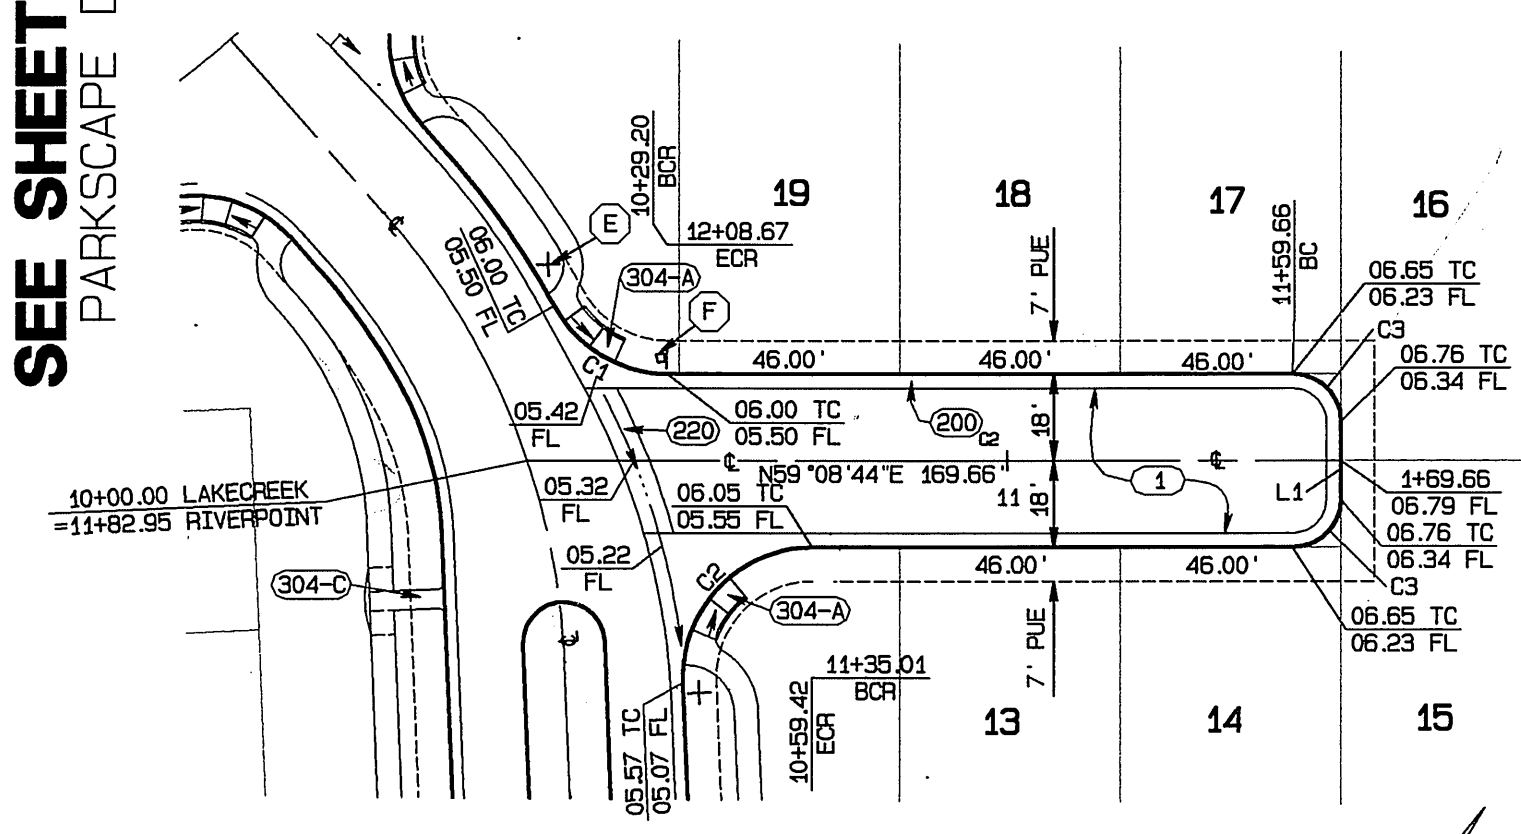 SEE SHEET
PARKSCAPE
10+29.20
BCR
19
18
17
16
12+08.67
ECR
E
304-A
F
06.00 TC
05.50 FL
7' PUE
11+59.66
BC
06.65 TC
06.23 FL
C3
06.76 TC
06.34 FL
C1
46.00'
46.00'
46.00'
05.42
FL
220
06.00 TC
05.50 FL
200
C2
18'
N59°08'44"E 169.66'
1
10+00.00 LAKECREEK
=11+82.95 RIVERPOINT
05.32
FL
06.05 TC
05.55 FL
11
18'
L1
1+69.66
06.79 FL
06.76 TC
06.34 FL
C3
05.22
FL
46.00'
46.00'
304-C
C2
304-A
06.65 TC
06.23 FL
7' PUE
11+35.01
BCR
10+59.42
ECR
05.57 TC
05.07 FL
13
14
15